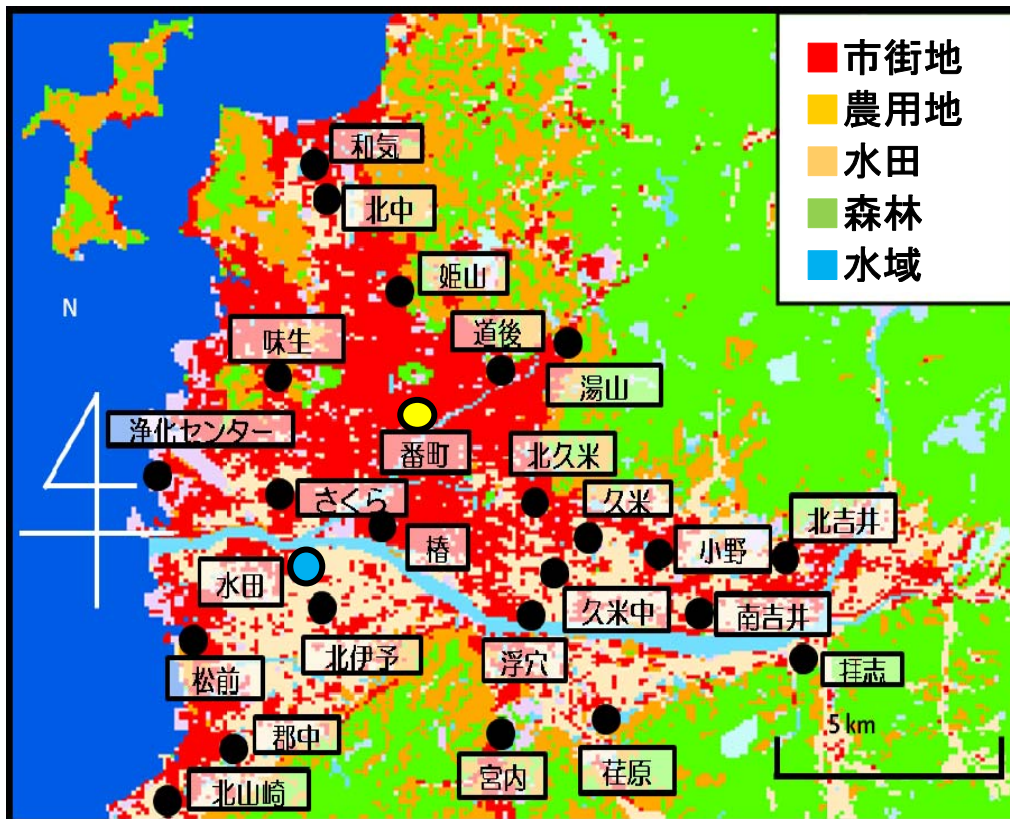 市街地
農用地
水田
森林
水域
和気
北中
姫山
N
味生
道後
湯山
浄化センター
番町
北久米
さくら
久米
北吉井
椿
小野
水田
久米中
南吉井
北伊予
浮穴
松前
拝志
郡中
5km
宮内
荏原
北山崎